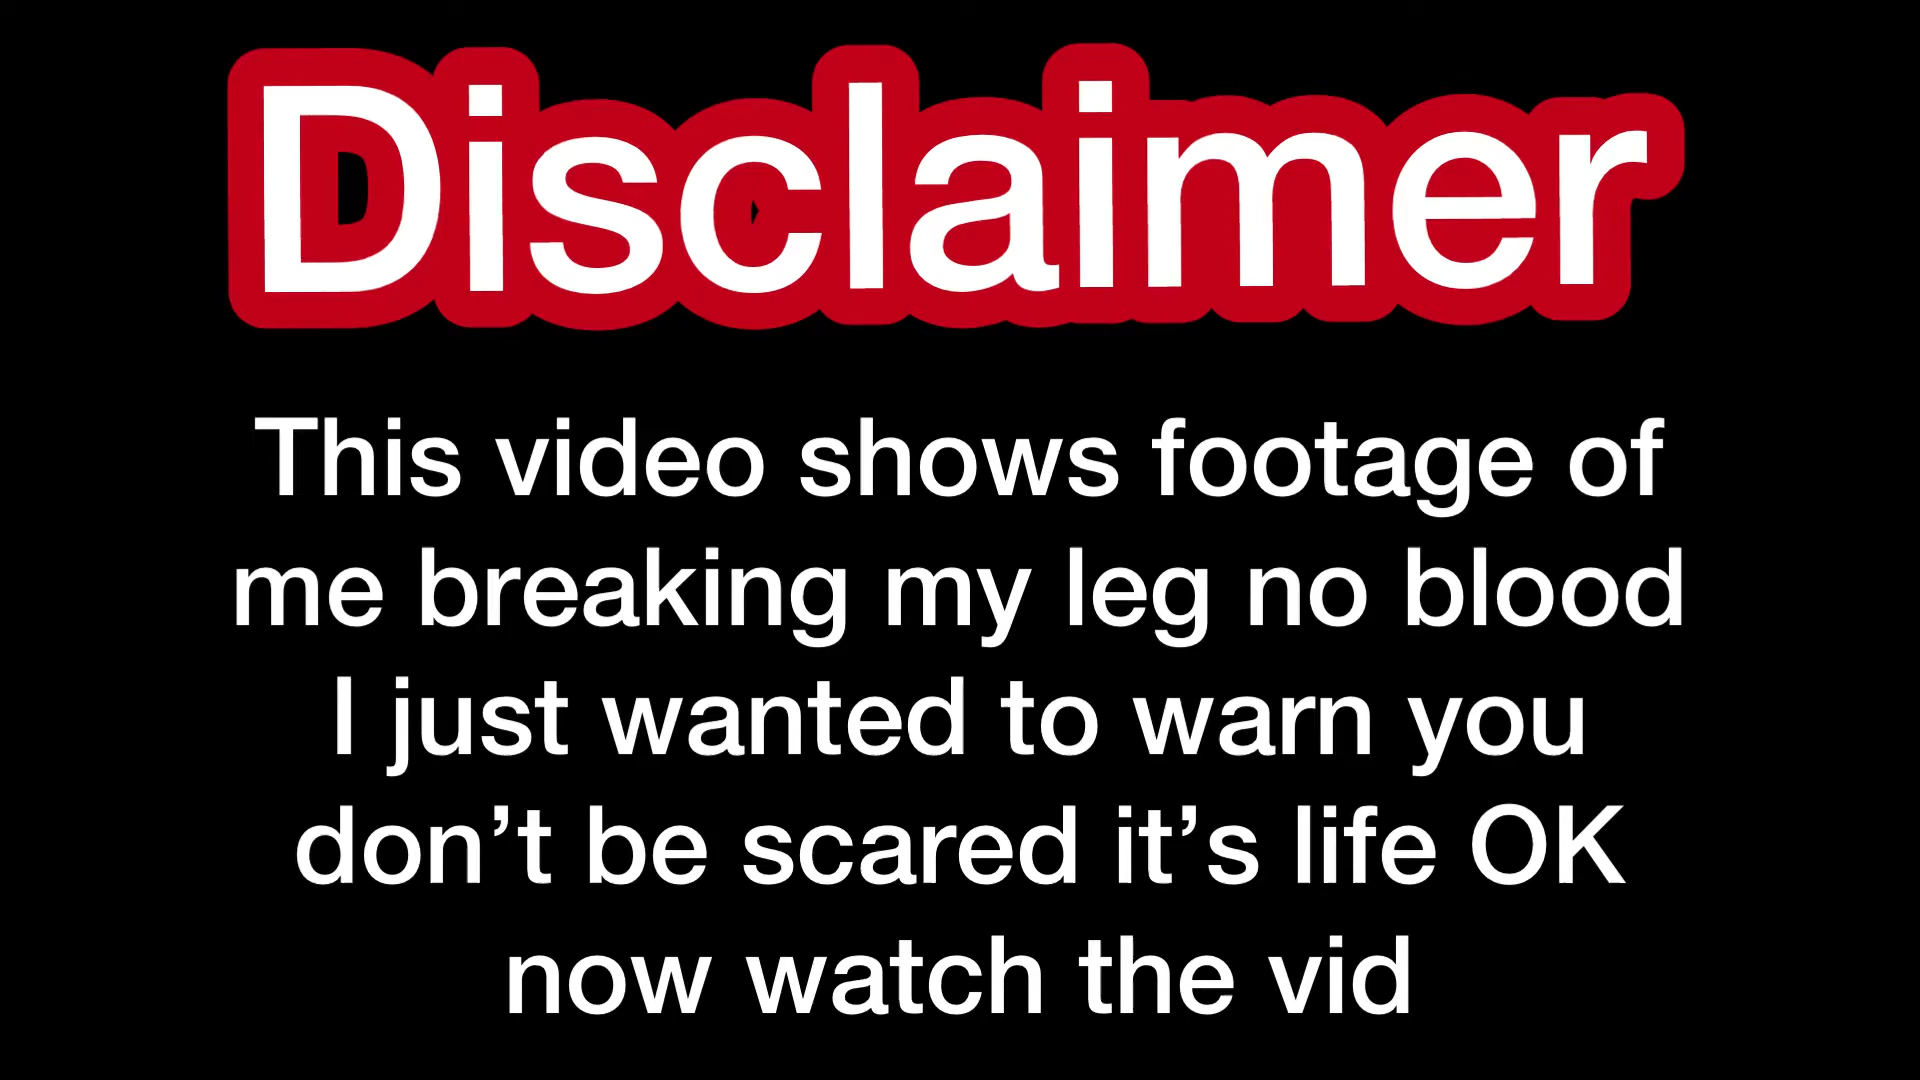 Disclaimer
This video shows footage of
me breaking my leg no blood
I just wanted to warn you
don’t be scared it’s life OK
now watch the vid